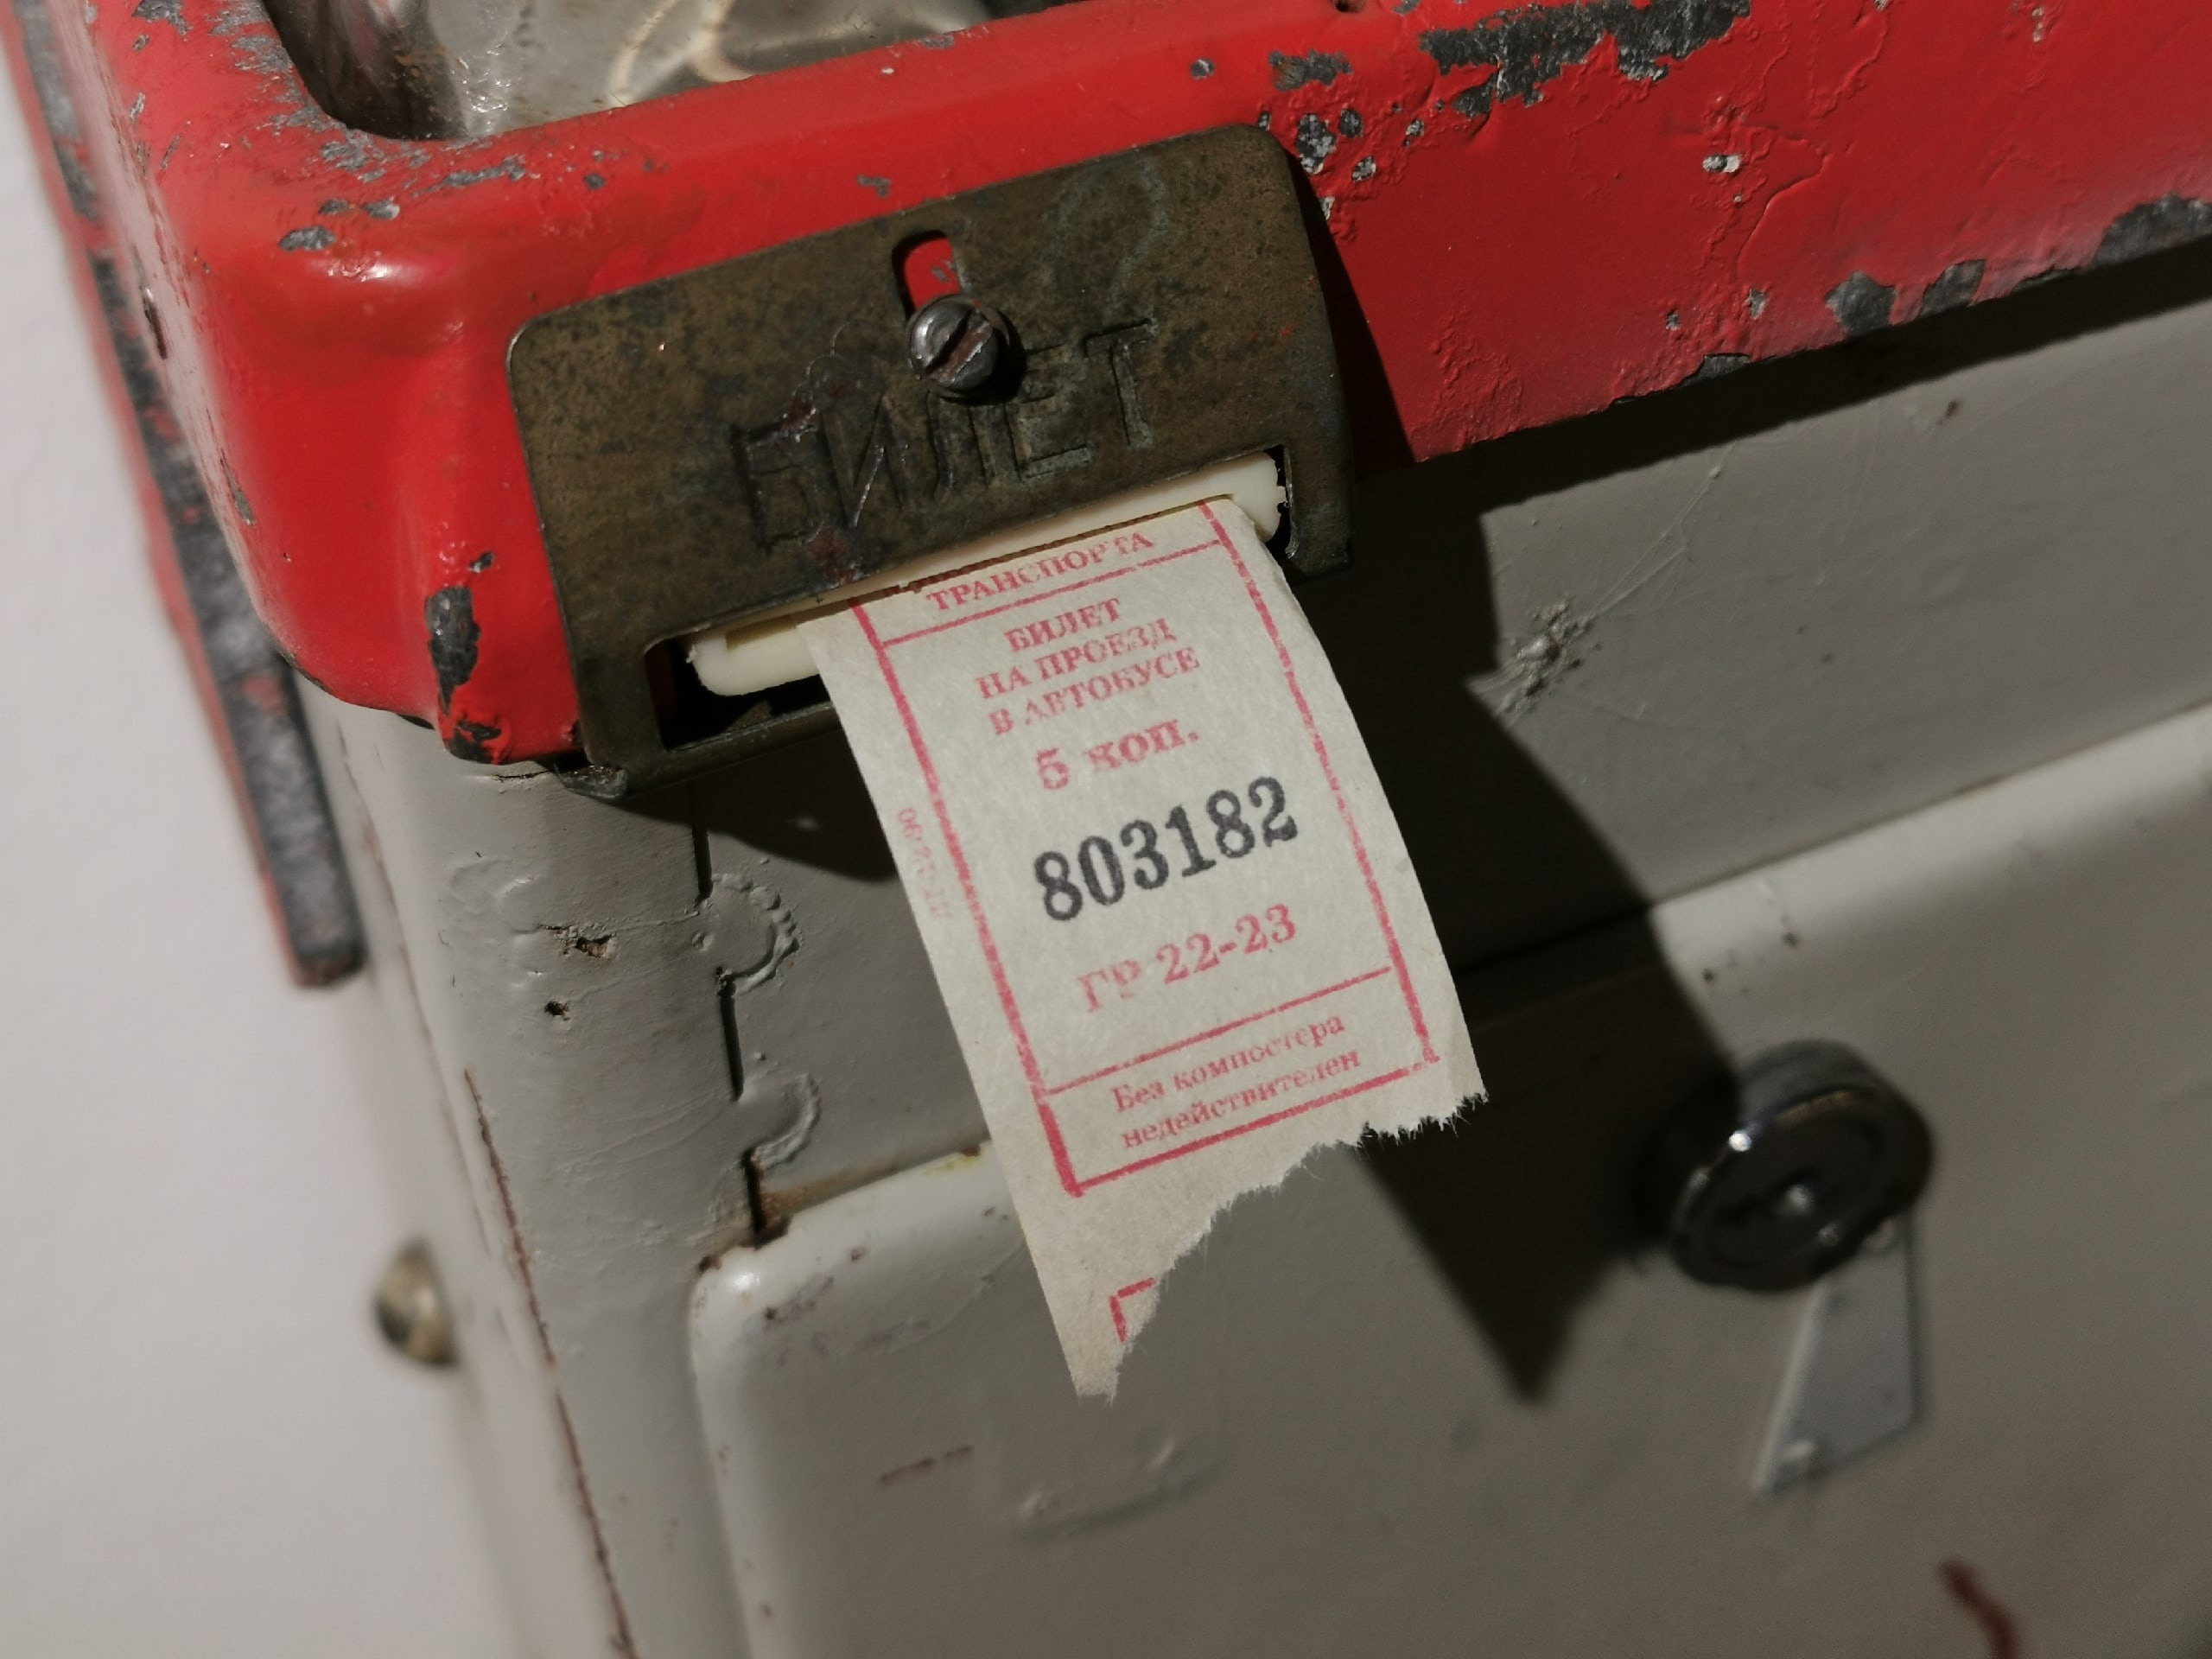 БИЛЕТ
ТРАНСПОРТА
БИЛЕТ
НА ПРОЕЗД
В АВТОБУСЕ
5 коп.
803182
ГР 22-23
Без компостера
недействителен